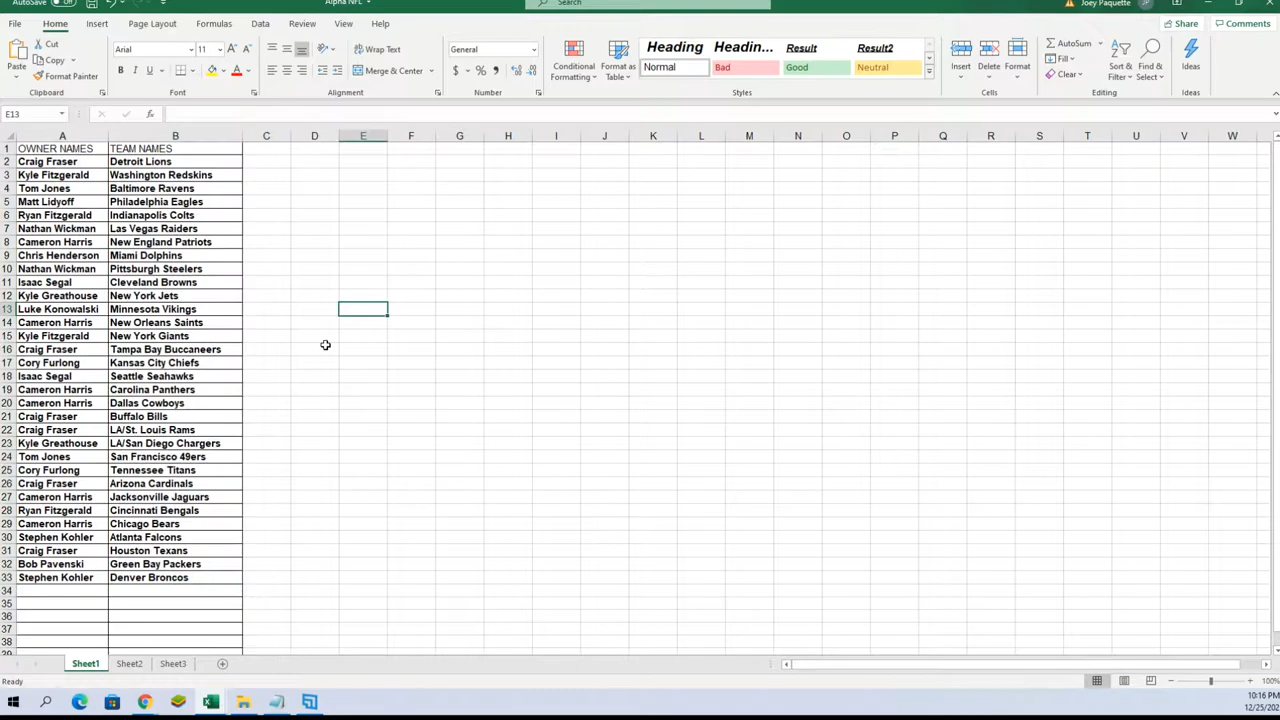 AutoSave Off Alpha NFL Search Joey Paquette JP
File Home Insert Page Layout Formulas Data Review View Help Share Comments
Cut Arial 11 Wrap Text General Heading Headin... Result Result2 AutoSum
Copy Fill
Paste Format Painter B I U Merge & Center $ % Conditional Formatting Format as Table Normal Bad Good Neutral Insert Delete Format Clear Sort & Filter Find & Select Ideas
Clipboard Font Alignment Number Styles Cells Editing Ideas
E13 fx
A B C D E F G H I J K L M N O P Q R S T U V W
1 OWNER NAMES TEAM NAMES
2 Craig Fraser Detroit Lions
3 Kyle Fitzgerald Washington Redskins
4 Tom Jones Baltimore Ravens
5 Matt Lidyoff Philadelphia Eagles
6 Ryan Fitzgerald Indianapolis Colts
7 Nathan Wickman Las Vegas Raiders
8 Cameron Harris New England Patriots
9 Chris Henderson Miami Dolphins
10 Nathan Wickman Pittsburgh Steelers
11 Isaac Segal Cleveland Browns
12 Kyle Greathouse New York Jets
13 Luke Konowalski Minnesota Vikings
14 Cameron Harris New Orleans Saints
15 Kyle Fitzgerald New York Giants
16 Craig Fraser Tampa Bay Buccaneers
17 Cory Furlong Kansas City Chiefs
18 Isaac Segal Seattle Seahawks
19 Cameron Harris Carolina Panthers
20 Cameron Harris Dallas Cowboys
21 Craig Fraser Buffalo Bills
22 Craig Fraser LA/St. Louis Rams
23 Kyle Greathouse LA/San Diego Chargers
24 Tom Jones San Francisco 49ers
25 Cory Furlong Tennessee Titans
26 Craig Fraser Arizona Cardinals
27 Cameron Harris Jacksonville Jaguars
28 Ryan Fitzgerald Cincinnati Bengals
29 Cameron Harris Chicago Bears
30 Stephen Kohler Atlanta Falcons
31 Craig Fraser Houston Texans
32 Bob Pavenski Green Bay Packers
33 Stephen Kohler Denver Broncos
34
35
36
37
38
39
Sheet1 Sheet2 Sheet3
Ready 100%
10:16 PM
12/25/202